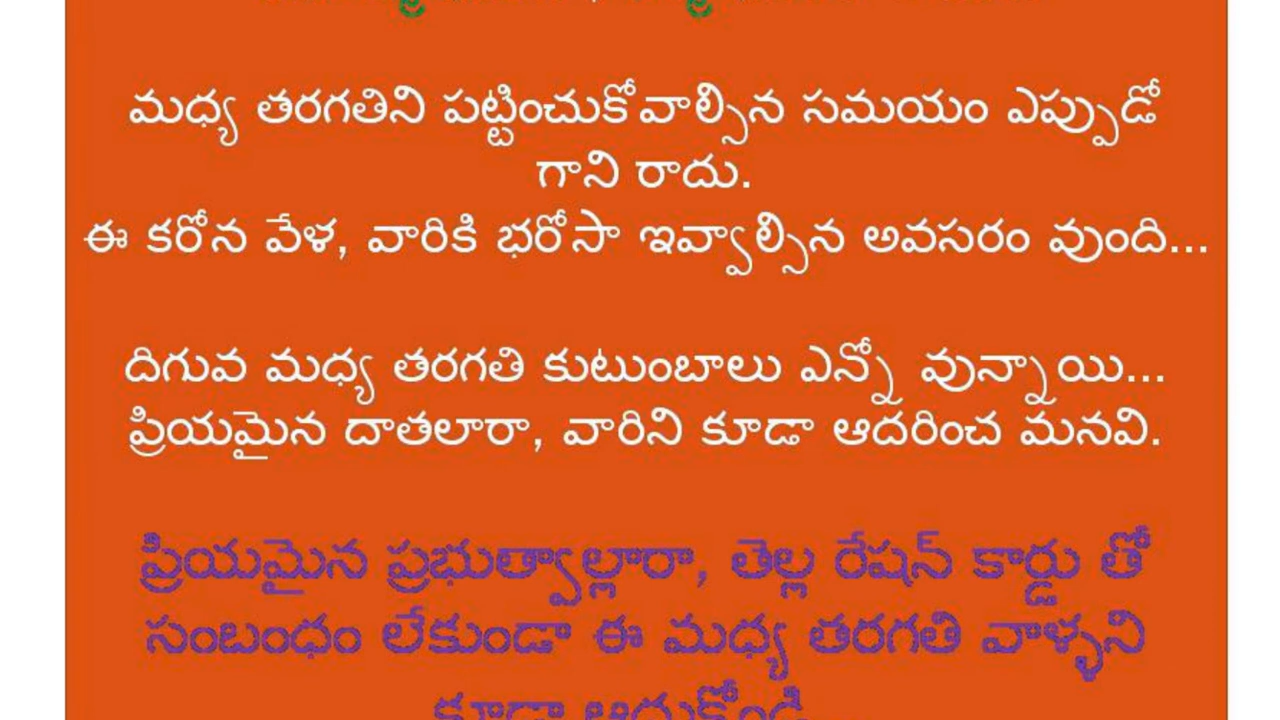 మధ్య తరగతిని పట్టించుకోవాల్సిన సమయం ఎప్పుడో
గాని రాదు.
ఈ కరోన వేళ, వారికి భరోసా ఇవ్వాల్సిన అవసరం వుంది...
దిగువ మధ్య తరగతి కుటుంబాలు ఎన్నో వున్నాయి...
ప్రియమైన దాతలారా, వారిని కూడా ఆదరించ మనవి.
ప్రియమైన ప్రభుత్వాల్లారా, తెల్ల రేషన్ కార్డు తో
సంబంధం లేకుండా ఈ మధ్య తరగతి వాళ్ళని
కూడా ఆదుకోండి